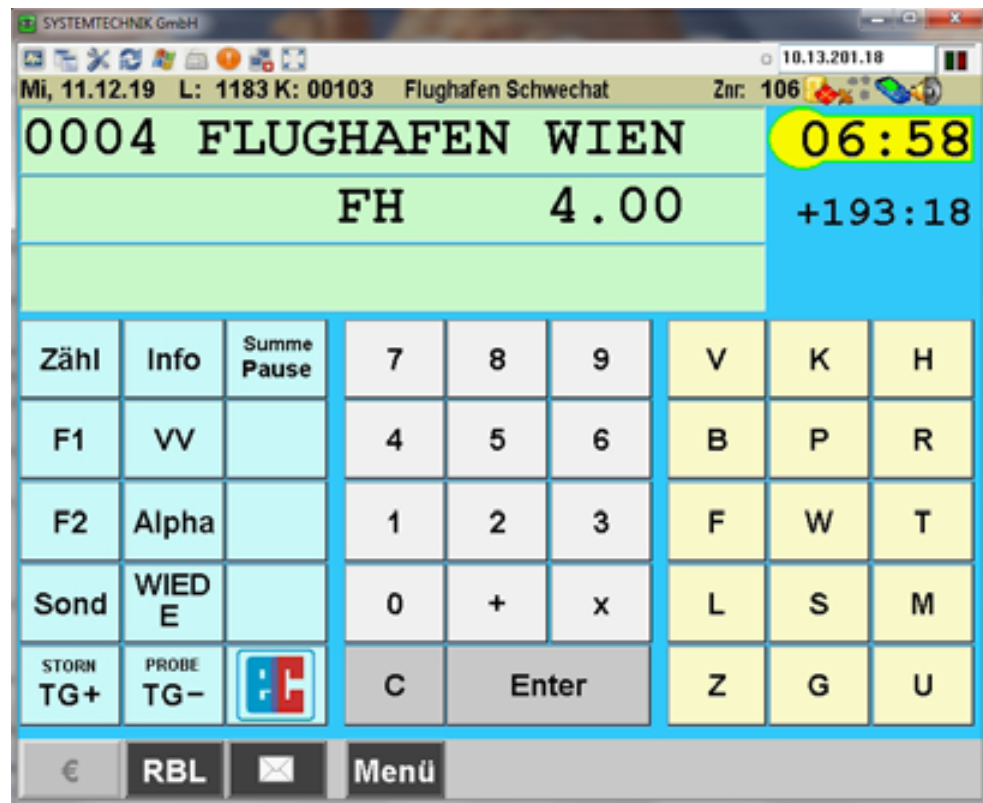 SYSTEMTECHNIK GmbH
10.13.201.18
Mi, 11.12.19 L: 1183 K: 00103 Flughafen Schwechat Znr: 106
0004 FLUGHAFEN WIEN 06:58
FH 4.00 +193:18
Zähl Info Summe Pause 7 8 9 V K H
F1 VV 4 5 6 B P R
F2 Alpha 1 2 3 F W T
Sond WIEDE 0 + x L S M
STORN TG+ PROBE TG- EC C Enter Z G U
€ RBL Menü